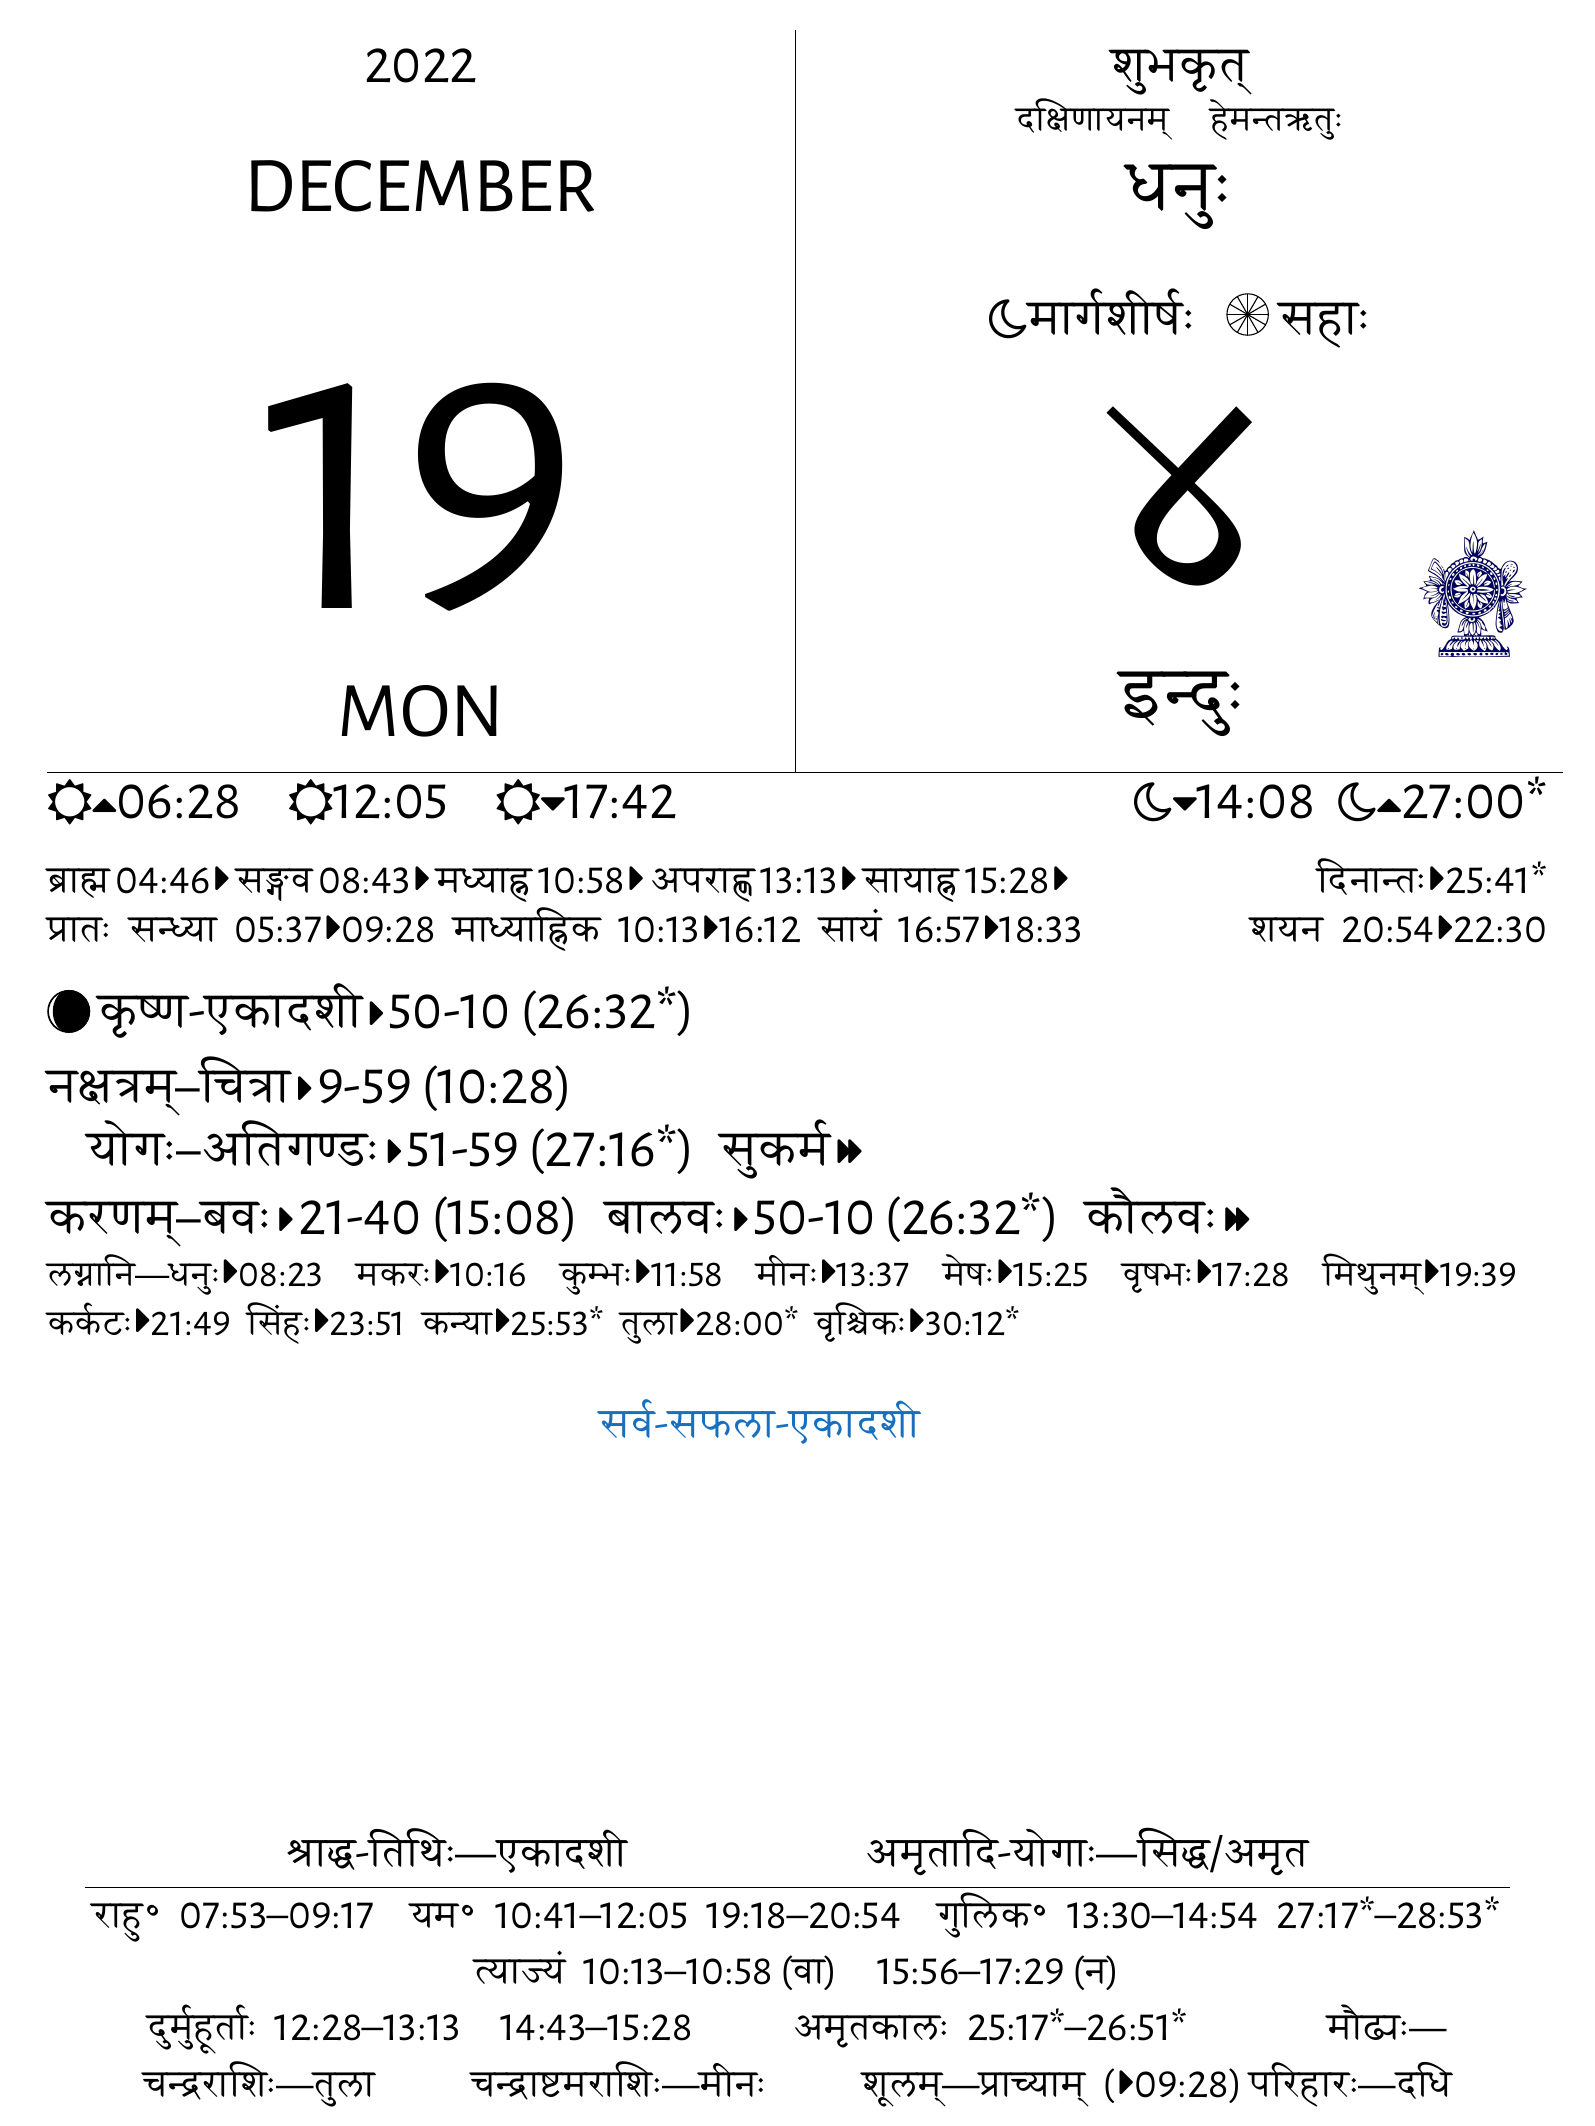 2022
DECEMBER
19
MON
शुभकृत्
दक्षिणायनम् हेमन्तऋतुः
धनुः
मार्गशीर्षः सहाः
४
इन्दुः
06:28 12:05 17:42 14:08 27:00*
ब्राह्म 04:46 सङ्गव 08:43 मध्याह्न 10:58 अपराह्ण 13:13 सायाह्न 15:28 दिनान्तः 25:41*
प्रातः सन्ध्या 05:37 09:28 माध्याह्निक 10:13 16:12 सायं 16:57 18:33 शयन 20:54 22:30
कृष्ण-एकादशी 50-10 (26:32*)
नक्षत्रम्–चित्रा 9-59 (10:28)
योगः–अतिगण्डः 51-59 (27:16*) सुकर्म
करणम्–बवः 21-40 (15:08) बालवः 50-10 (26:32*) कौलवः
लग्नानि—धनुः 08:23 मकरः 10:16 कुम्भः 11:58 मीनः 13:37 मेषः 15:25 वृषभः 17:28 मिथुनम् 19:39
कर्कटः 21:49 सिंहः 23:51 कन्या 25:53* तुला 28:00* वृश्चिकः 30:12*
सर्व-सफला-एकादशी
श्राद्ध-तिथिः—एकादशी अमृतादि-योगाः—सिद्ध/अमृत
राहु॰ 07:53–09:17 यम॰ 10:41–12:05 19:18–20:54 गुलिक॰ 13:30–14:54 27:17*–28:53*
त्याज्यं 10:13–10:58 (वा) 15:56–17:29 (न)
दुर्मुहूर्ताः 12:28–13:13 14:43–15:28 अमृतकालः 25:17*–26:51* मौढ्यः—
चन्द्रराशिः—तुला चन्द्राष्टमराशिः—मीनः शूलम्—प्राच्याम् (09:28) परिहारः—दधि